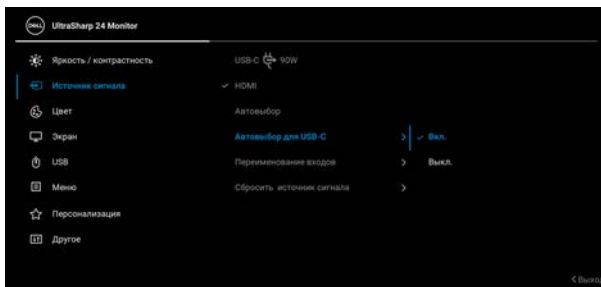 DELL UltraSharp 24 Monitor
Яркость / контрастность
USB-C 90W
Источник сигнала
HDMI
Цвет
Автовыбор
Экран
Автовыбор для USB-C
Вкл.
USB
Переименование входов
Выкл.
Меню
Сбросить источник сигнала
Персонализация
Другое
Выход